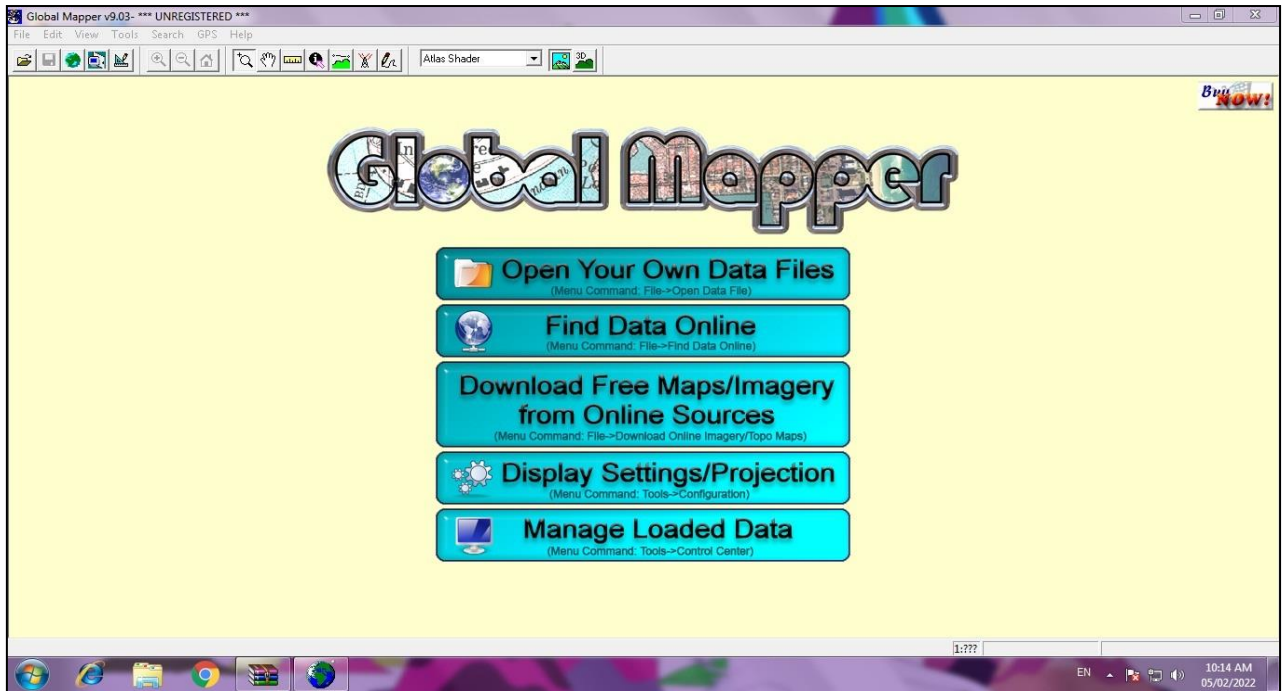 Global Mapper v9.03- *** UNREGISTERED ***
File Edit View Tools Search GPS Help
Atlas Shader
3D
Buy NOW!
Global Mapper
Open Your Own Data Files
(Menu Command: File->Open Data File)
Find Data Online
(Menu Command: File->Find Data Online)
Download Free Maps/Imagery
from Online Sources
(Menu Command: File->Download Online Imagery/Topo Maps)
Display Settings/Projection
(Menu Command: Tools->Configuration)
Manage Loaded Data
(Menu Command: Tools->Control Center)
1:???
EN
10:14 AM
05/02/2022